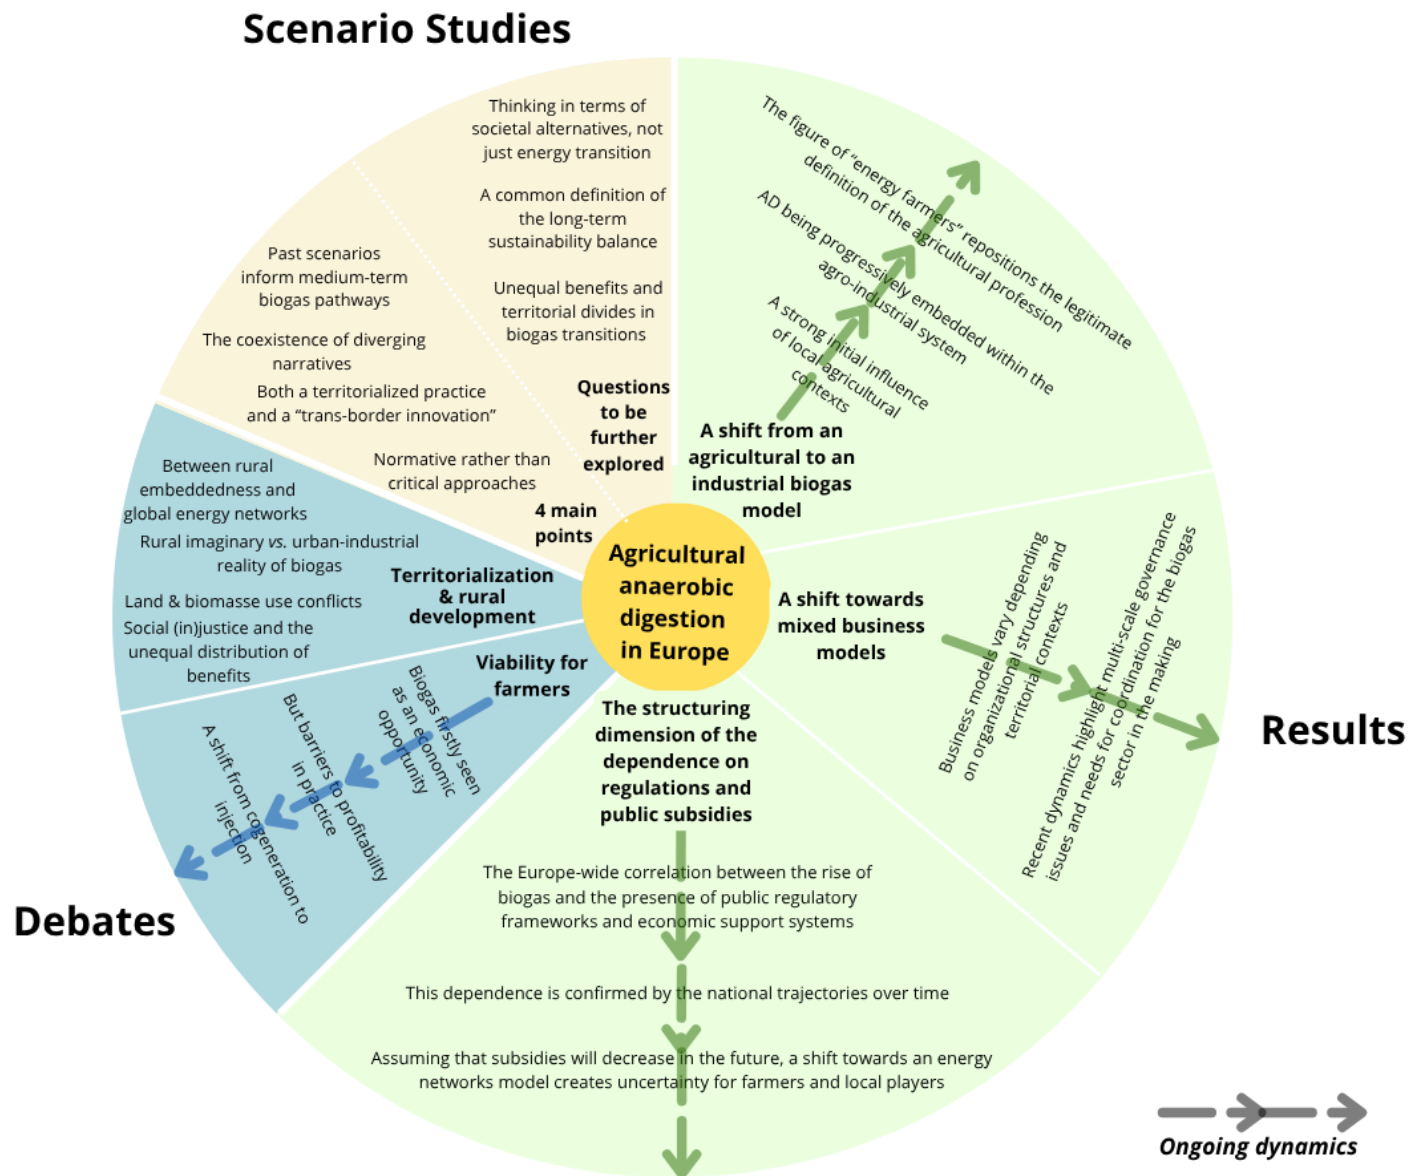 Scenario Studies
Thinking in terms of
societal alternatives, not
just energy transition
A common definition of
the long-term
sustainability balance
Unequal benefits and
territorial divides in
biogas transitions
Questions
to be
further
explored
Past scenarios
inform medium-term
biogas pathways
The coexistence of diverging
narratives
Both a territorialized practice
and a “trans-border innovation”
Normative rather than
critical approaches
4 main
points
The figure of “energy farmers” repositions the legitimate
definition of the agricultural profession
AD being progressively embedded within the
agro-industrial system
A strong initial influence
of local agricultural
contexts
A shift from an
agricultural to an
industrial biogas
model
Agricultural
anaerobic
digestion
in Europe
A shift towards
mixed business
models
Business models vary depending
on organizational structures and
territorial contexts
Recent dynamics highlight multi-scale governance
issues and needs for coordination for the biogas
sector in the making
Results
Between rural
embeddedness and
global energy networks
Rural imaginary vs. urban-industrial
reality of biogas
Land & biomasse use conflicts
Social (in)justice and the
unequal distribution of
benefits
Territorialization
& rural
development
Viability for
farmers
Biogas firstly seen
as an economic
opportunity
But barriers to profitability
in practice
A shift from cogeneration to
injection
Debates
The structuring
dimension of the
dependence on
regulations and
public subsidies
The Europe-wide correlation between the rise of
biogas and the presence of public regulatory
frameworks and economic support systems
This dependence is confirmed by the national trajectories over time
Assuming that subsidies will decrease in the future, a shift towards an energy
networks model creates uncertainty for farmers and local players
Ongoing dynamics